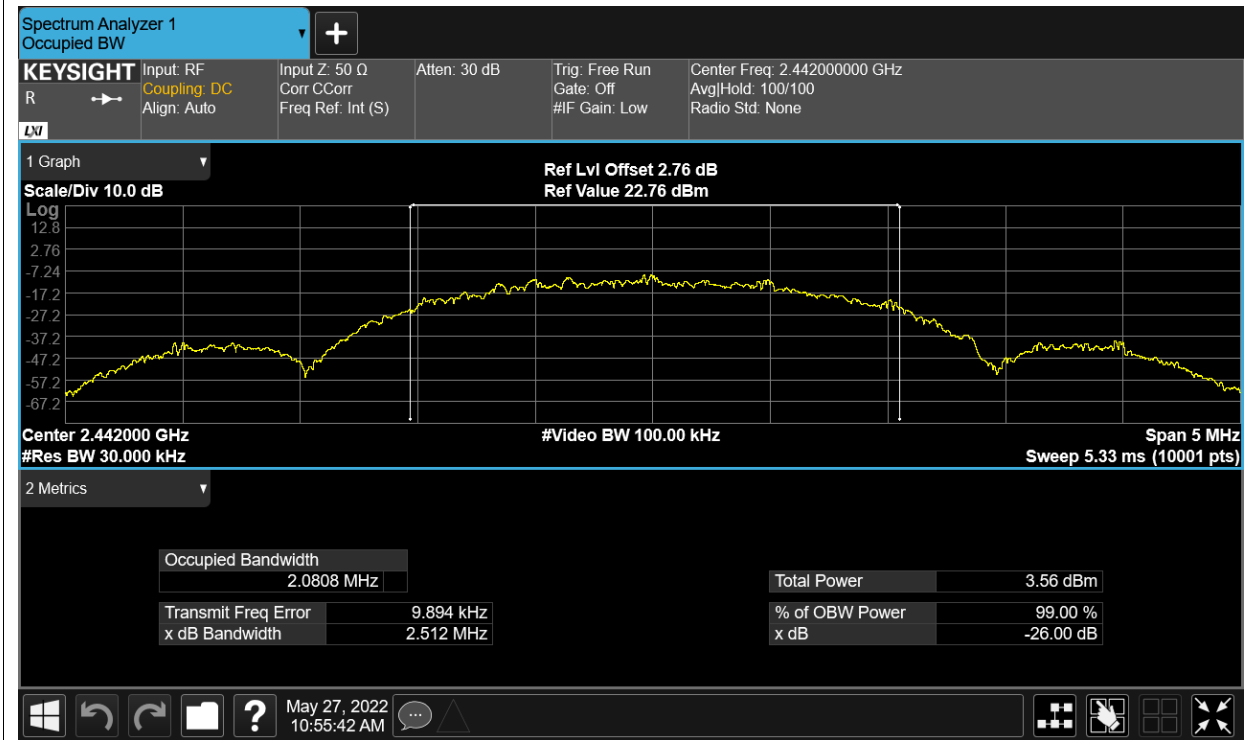 Spectrum Analyzer 1
Occupied BW
KEYSIGHT
R
LXI
Input: RF
Coupling: DC
Align: Auto
Input Z: 50 Ω
Corr CCorr
Freq Ref: Int (S)
Atten: 30 dB
Trig: Free Run
Gate: Off
#IF Gain: Low
Center Freq: 2.442000000 GHz
Avg|Hold: 100/100
Radio Std: None
1 Graph
Scale/Div 10.0 dB
Ref Lvl Offset 2.76 dB
Ref Value 22.76 dBm
Log
12.8
2.76
-7.24
-17.2
-27.2
-37.2
-47.2
-57.2
-67.2
Center 2.442000 GHz
#Video BW 100.00 kHz
Span 5 MHz
#Res BW 30.000 kHz
Sweep 5.33 ms (10001 pts)
2 Metrics
Occupied Bandwidth
2.0808 MHz
Transmit Freq Error 9.894 kHz
x dB Bandwidth 2.512 MHz
Total Power 3.56 dBm
% of OBW Power 99.00 %
x dB -26.00 dB
?
May 27, 2022
10:55:42 AM